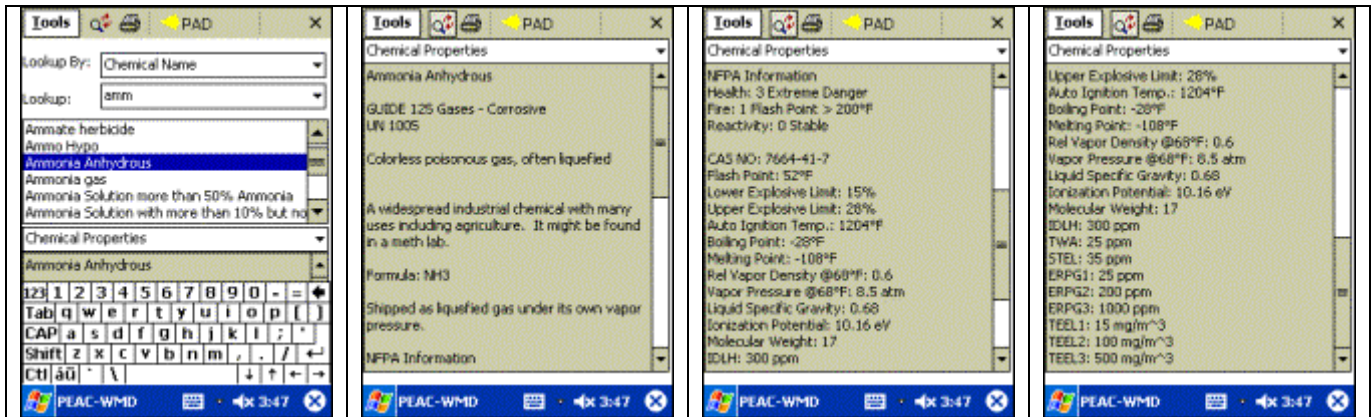 Tools PAD ×
Lookup By: Chemical Name
Lookup: amm
Ammate herbicide
Ammo Hypo
Ammonia Anhydrous
Ammonia gas
Ammonia Solution more than 50% Ammonia
Ammonia Solution with more than 10% but no
Chemical Properties
Ammonia Anhydrous
123 1 2 3 4 5 6 7 8 9 0 - =
Tab q w e r t y u i o p [ ]
CAP a s d f g h j k l ; '
Shift z x c v b n m , . /
Ctl áü ` \
PEAC-WMD 3:47
Tools PAD ×
Chemical Properties
Ammonia Anhydrous
GUIDE 125 Gases - Corrosive
UN 1005
Colorless poisonous gas, often liquefied
A widespread industrial chemical with many
uses including agriculture. It might be found
in a meth lab.
Formula: NH3
Shipped as liquefied gas under its own vapor
pressure.
NFPA Information
PEAC-WMD 3:47
Tools PAD ×
Chemical Properties
NFPA Information
Health: 3 Extreme Danger
Fire: 1 Flash Point > 200°F
Reactivity: 0 Stable
CAS NO: 7664-41-7
Flash Point: 52°F
Lower Explosive Limit: 15%
Upper Explosive Limit: 28%
Auto Ignition Temp.: 1204°F
Boiling Point: -28°F
Melting Point: -108°F
Rel Vapor Density @68°F: 0.6
Vapor Pressure @68°F: 8.5 atm
Liquid Specific Gravity: 0.68
Ionization Potential: 10.16 eV
Molecular Weight: 17
IDLH: 300 ppm
PEAC-WMD 3:47
Tools PAD ×
Chemical Properties
Upper Explosive Limit: 28%
Auto Ignition Temp.: 1204°F
Boiling Point: -28°F
Melting Point: -108°F
Rel Vapor Density @68°F: 0.6
Vapor Pressure @68°F: 8.5 atm
Liquid Specific Gravity: 0.68
Ionization Potential: 10.16 eV
Molecular Weight: 17
IDLH: 300 ppm
TWA: 25 ppm
STEL: 35 ppm
ERPG1: 25 ppm
ERPG2: 200 ppm
ERPG3: 1000 ppm
TEEL1: 15 mg/m^3
TEEL2: 100 mg/m^3
TEEL3: 500 mg/m^3
PEAC-WMD 3:47